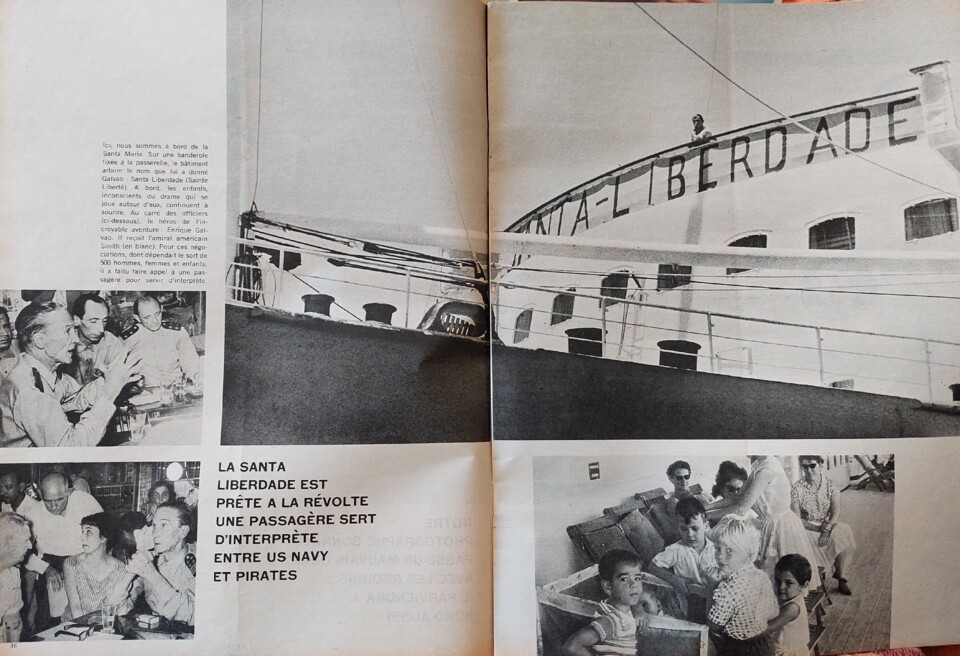 Ici, nous sommes à bord de la
Santa Maria. Sur une banderole
fixée à la passerelle, le bâtiment
arbore le nom que lui a donné
Galvao : Santa Liberdade (Sainte
Liberté). A bord, les enfants,
inconscients du drame qui se
joue autour d'eux, continuent à
sourire. Au carré des officiers
(ci-dessous), le héros de l'in-
croyable aventure : Enrique Gal-
vao. Il reçoit l'amiral américain
Smith (en blanc). Pour ces négo-
ciations, dont dépendait le sort de
500 hommes, femmes et enfants,
il a fallu faire appel à une pas-
sagère pour servir d'interprète.
ANTA-LIBERDADE
LA SANTA
LIBERDADE EST
PRÊTE A LA RÉVOLTE
UNE PASSAGÈRE SERT
D'INTERPRÈTE
ENTRE US NAVY
ET PIRATES
36